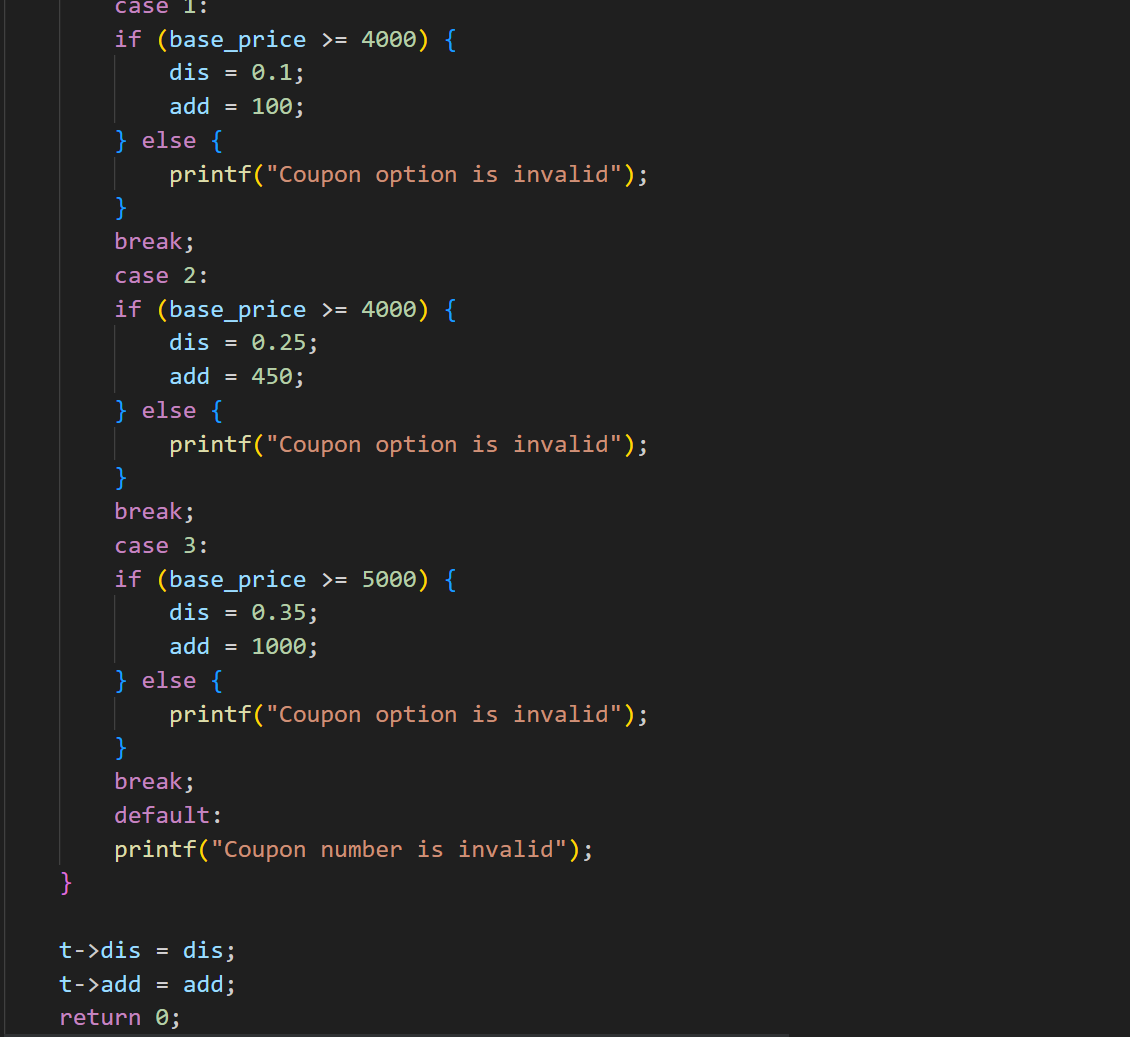 case 1:
if (base_price >= 4000) {
dis = 0.1;
add = 100;
} else {
printf("Coupon option is invalid");
}
break;
case 2:
if (base_price >= 4000) {
dis = 0.25;
add = 450;
} else {
printf("Coupon option is invalid");
}
break;
case 3:
if (base_price >= 5000) {
dis = 0.35;
add = 1000;
} else {
printf("Coupon option is invalid");
}
break;
default:
printf("Coupon number is invalid");
}
t->dis = dis;
t->add = add;
return 0;